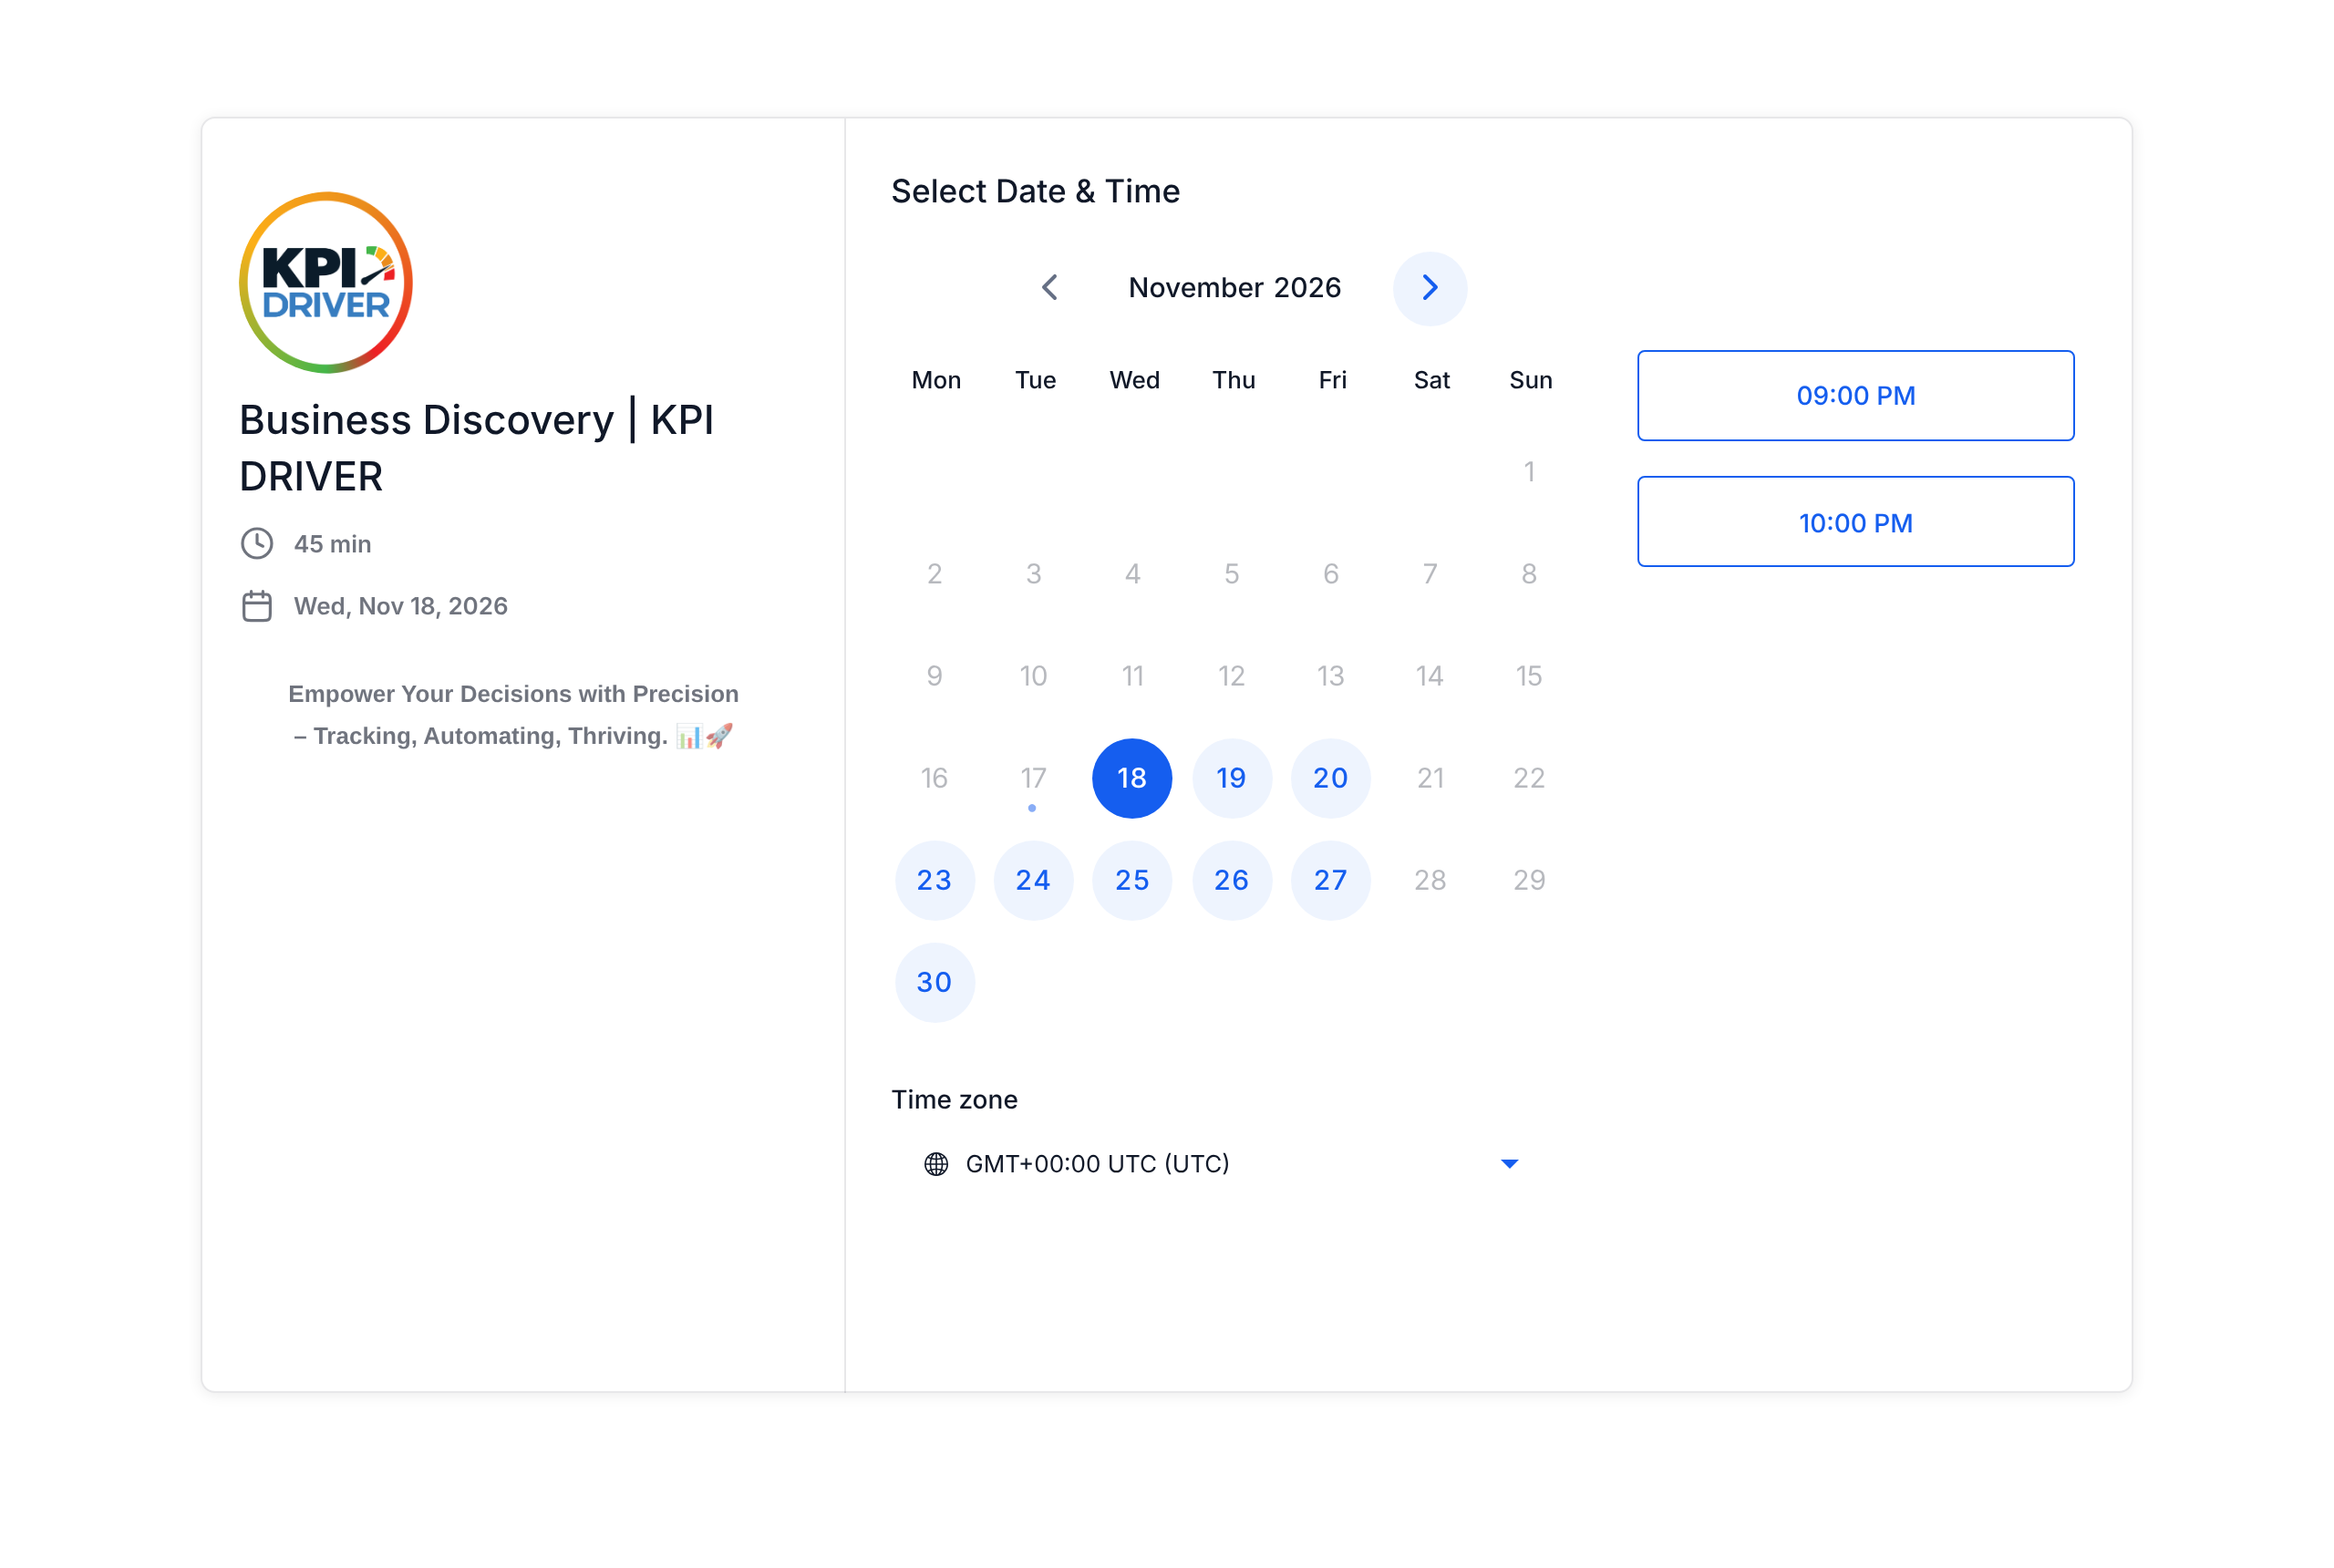 KPI
DRIVER
Business Discovery | KPI
DRIVER
45 min
Wed, Nov 18, 2026
Empower Your Decisions with Precision
– Tracking, Automating, Thriving. 📊🚀
Select Date & Time
November 2026
Mon Tue Wed Thu Fri Sat Sun
1
2 3 4 5 6 7 8
9 10 11 12 13 14 15
16 17 18 19 20 21 22
23 24 25 26 27 28 29
30
Time zone
GMT+00:00 UTC (UTC)
09:00 PM
10:00 PM